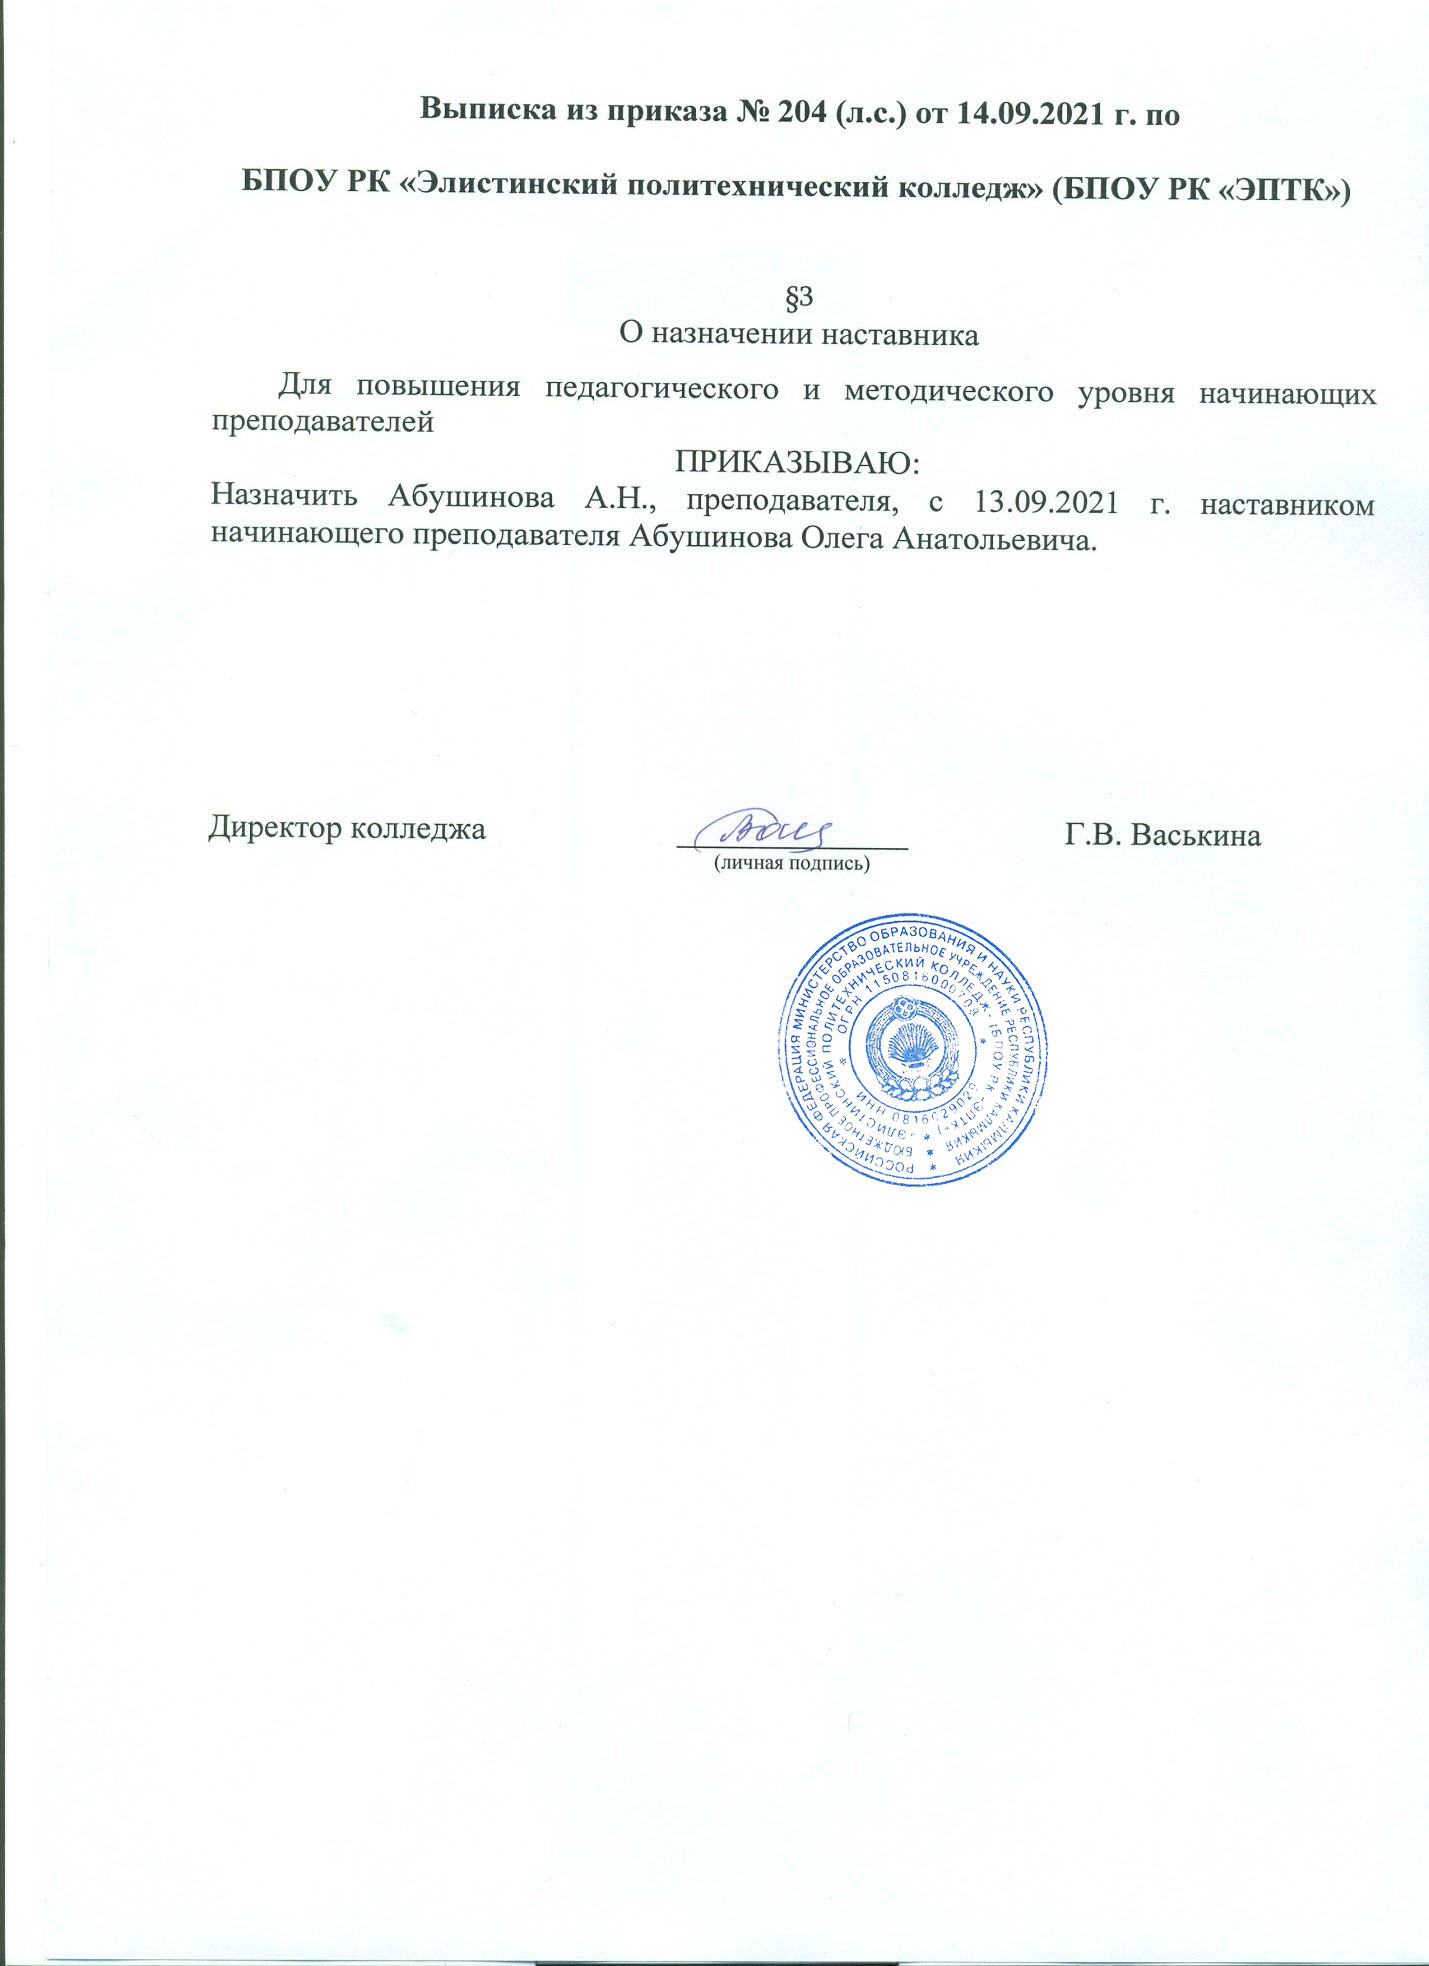 Выписка из приказа № 204 (л.с.) от 14.09.2021 г. по
БПОУ РК «Элистинский политехнический колледж» (БПОУ РК «ЭПТК»)
§3
О назначении наставника
Для повышения педагогического и методического уровня начинающих
преподавателей
ПРИКАЗЫВАЮ:
Назначить Абушинова А.Н., преподавателя, с 13.09.2021 г. наставником
начинающего преподавателя Абушинова Олега Анатольевича.
Директор колледжа Г.В. Васькина
(личная подпись)
РОССИЙСКАЯ ФЕДЕРАЦИЯ МИНИСТЕРСТВО ОБРАЗОВАНИЯ И НАУКИ РЕСПУБЛИКИ КАЛМЫКИЯ *
БЮДЖЕТНОЕ ПРОФЕССИОНАЛЬНОЕ ОБРАЗОВАТЕЛЬНОЕ УЧРЕЖДЕНИЕ РЕСПУБЛИКИ КАЛМЫКИЯ *
"ЭЛИСТИНСКИЙ ПОЛИТЕХНИЧЕСКИЙ КОЛЛЕДЖ" (БПОУ РК "ЭПТК") *
* ОГРН 1150816000708 *
ИНН 0816029029